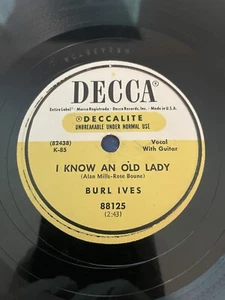 DECCA
Entire Label · Marca Registrada · Decca Records, Inc. · Made in U.S.A.
DECCALITE
UNBREAKABLE UNDER NORMAL USE
(82438)
K-85
Vocal
With Guitar
I KNOW AN OLD LADY
(Alan Mills-Rose Bonne)
BURL IVES
88125
(2:43)